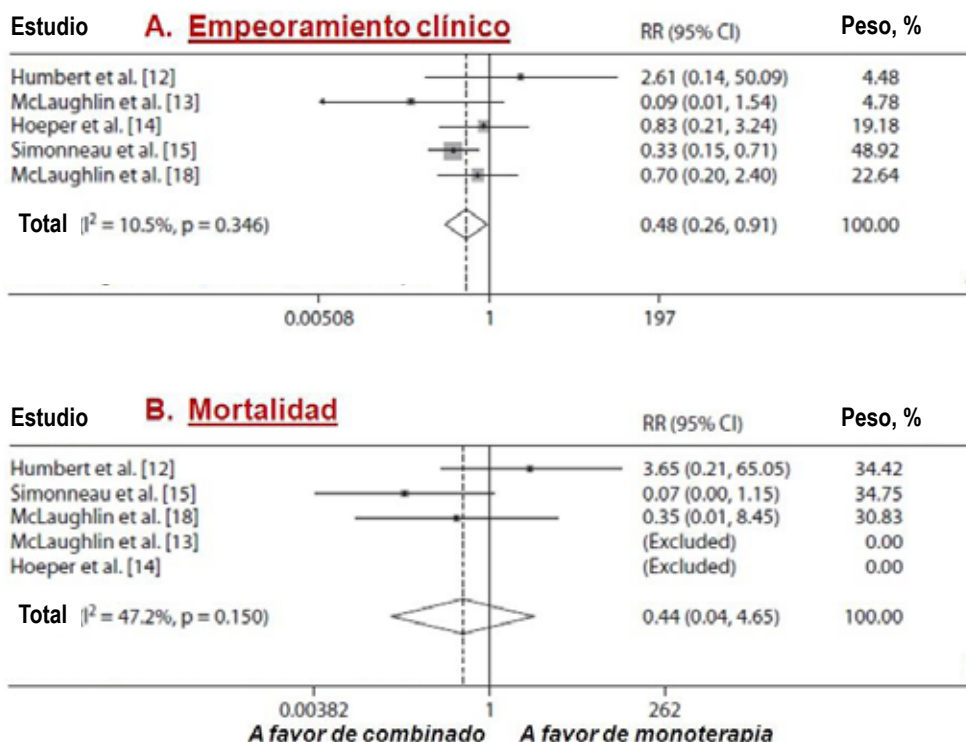 Estudio A. Empeoramiento clínico RR (95% CI) Peso, %
Humbert et al. [12] 2.61 (0.14, 50.09) 4.48
McLaughlin et al. [13] 0.09 (0.01, 1.54) 4.78
Hoeper et al. [14] 0.83 (0.21, 3.24) 19.18
Simonneau et al. [15] 0.33 (0.15, 0.71) 48.92
McLaughlin et al. [18] 0.70 (0.20, 2.40) 22.64
Total (I² = 10.5%, p = 0.346) 0.48 (0.26, 0.91) 100.00
0.00508 1 197
Estudio B. Mortalidad RR (95% CI) Peso, %
Humbert et al. [12] 3.65 (0.21, 65.05) 34.42
Simonneau et al. [15] 0.07 (0.00, 1.15) 34.75
McLaughlin et al. [18] 0.35 (0.01, 8.45) 30.83
McLaughlin et al. [13] (Excluded) 0.00
Hoeper et al. [14] (Excluded) 0.00
Total (I² = 47.2%, p = 0.150) 0.44 (0.04, 4.65) 100.00
0.00382 1 262
A favor de combinado A favor de monoterapia